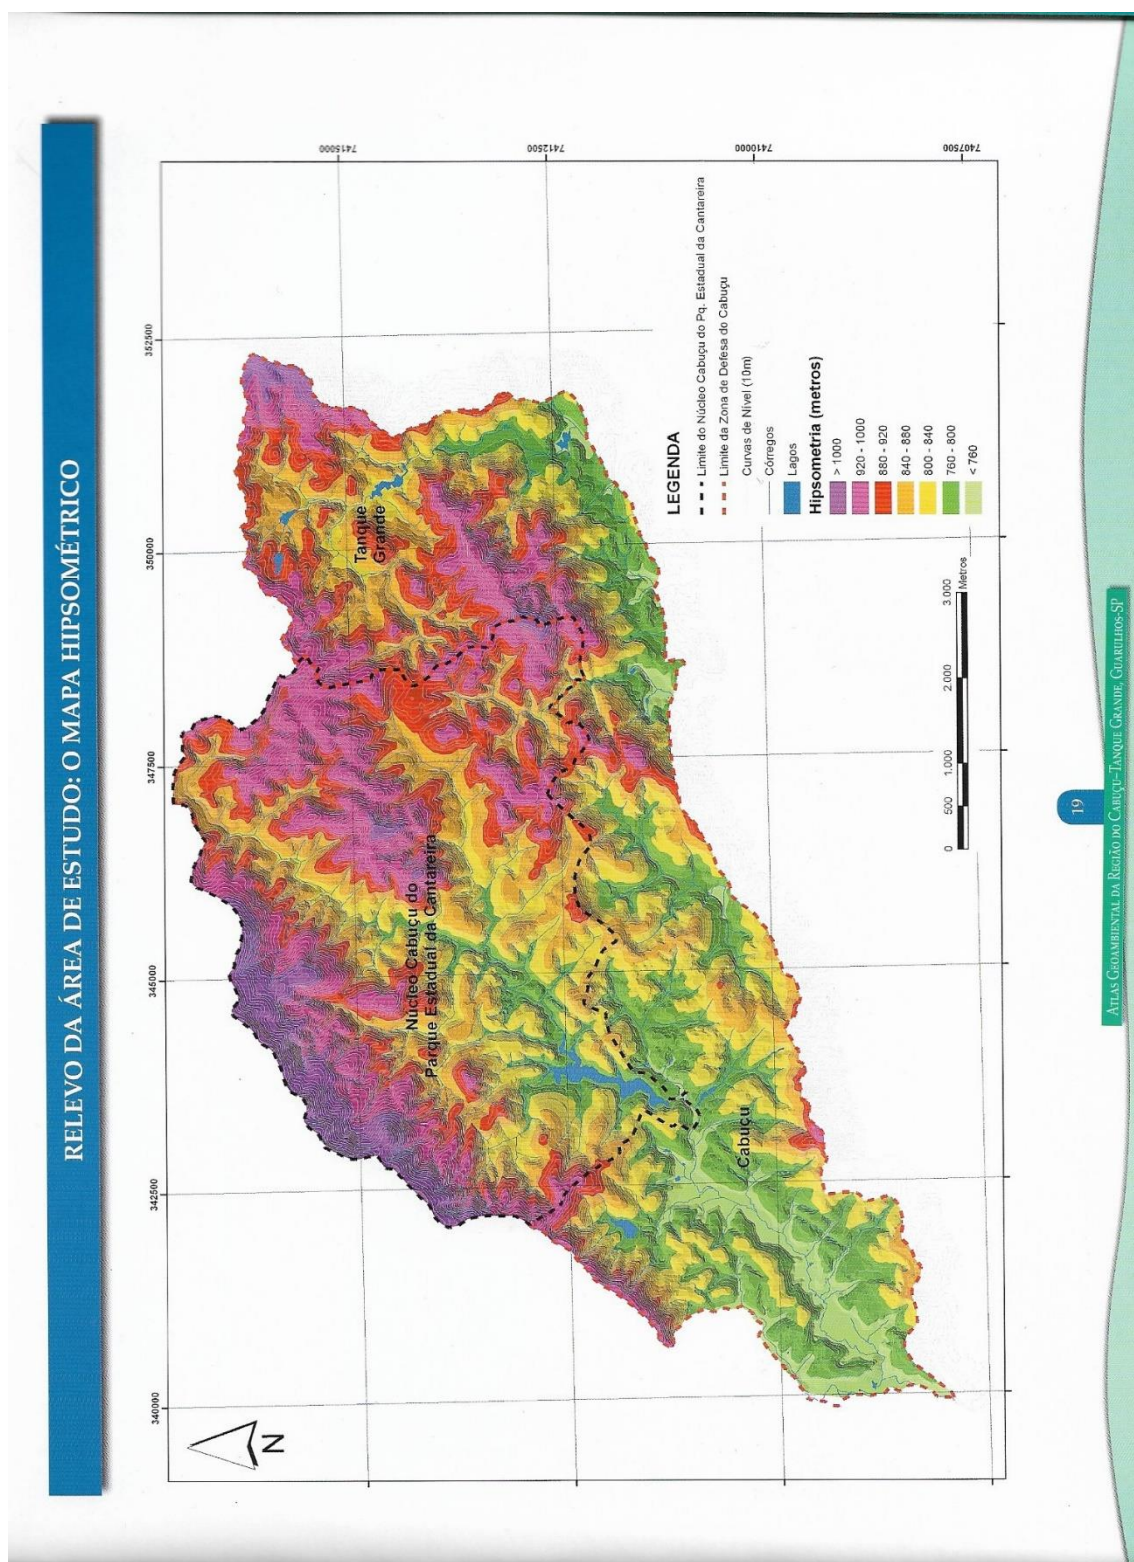 RELEVO DA ÁREA DE ESTUDO: O MAPA HIPSOMÉTRICO
340000
342500
345000
347500
350000
352500
7415000
7412500
7410000
7407500
N
Núcleo Cabuçu do
Parque Estadual da Cantareira
Tanque
Grande
Cabuçu
LEGENDA
Limite do Núcleo Cabuçu do Pq. Estadual da Cantareira
Limite da Zona de Defesa do Cabuçu
Curvas de Nível (10m)
Córregos
Lagos
Hipsometria (metros)
> 1000
920 - 1000
880 - 920
840 - 880
800 - 840
760 - 800
< 760
0 500 1.000 2.000 3.000
Metros
19
ATLAS GEOAMBIENTAL DA REGIÃO DO CABUÇU-TANQUE GRANDE, GUARULHOS-SP